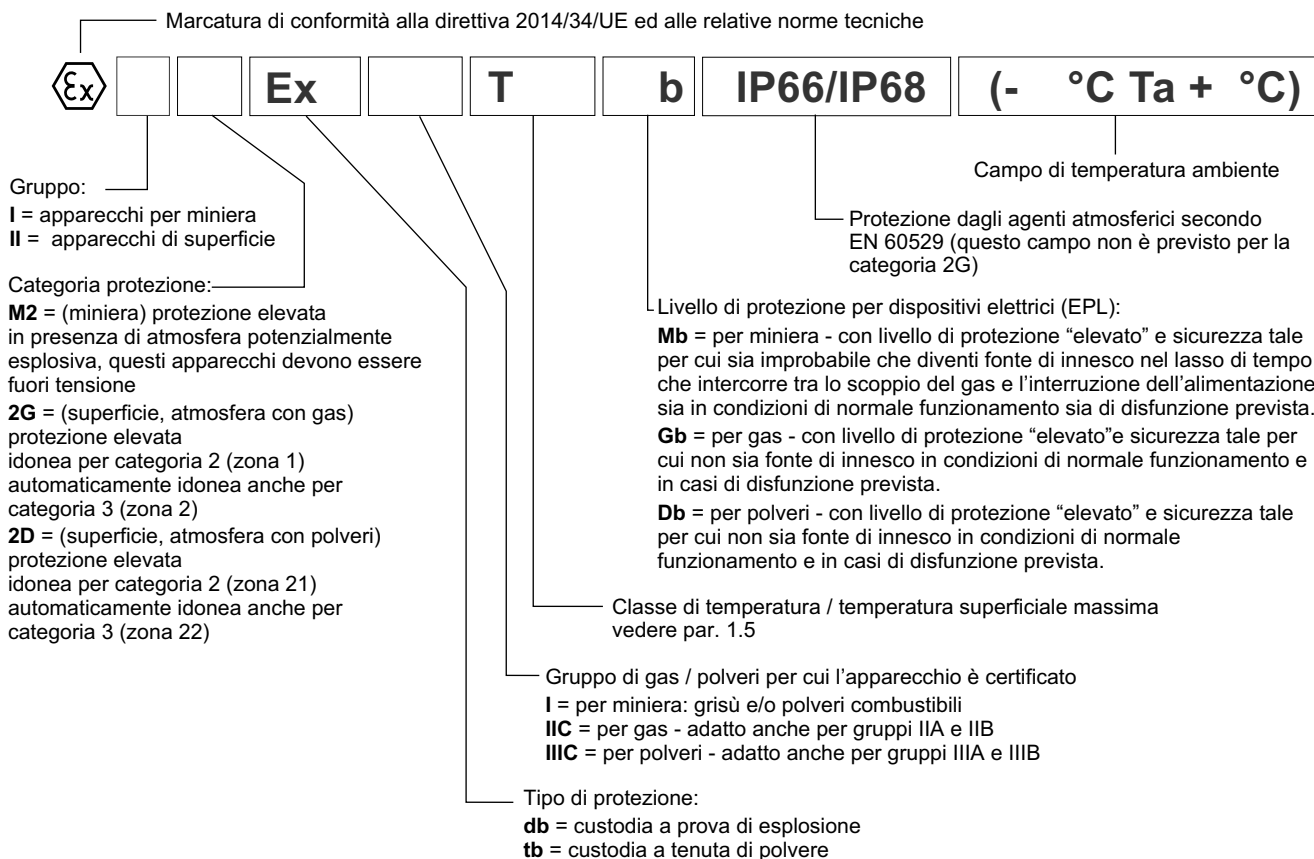 Marcatura di conformità alla direttiva 2014/34/UE ed alle relative norme tecniche
Ex Ex T b IP66/IP68 (- °C Ta + °C)
Gruppo:
I = apparecchi per miniera
II = apparecchi di superficie
Categoria protezione:
M2 = (miniera) protezione elevata
in presenza di atmosfera potenzialmente
esplosiva, questi apparecchi devono essere
fuori tensione
2G = (superficie, atmosfera con gas)
protezione elevata
idonea per categoria 2 (zona 1)
automaticamente idonea anche per
categoria 3 (zona 2)
2D = (superficie, atmosfera con polveri)
protezione elevata
idonea per categoria 2 (zona 21)
automaticamente idonea anche per
categoria 3 (zona 22)
Campo di temperatura ambiente
Protezione dagli agenti atmosferici secondo
EN 60529 (questo campo non è previsto per la
categoria 2G)
Livello di protezione per dispositivi elettrici (EPL):
Mb = per miniera - con livello di protezione “elevato” e sicurezza tale
per cui sia improbabile che diventi fonte di innesco nel lasso di tempo
che intercorre tra lo scoppio del gas e l’interruzione dell’alimentazione
sia in condizioni di normale funzionamento sia di disfunzione prevista.
Gb = per gas - con livello di protezione “elevato”e sicurezza tale per
cui non sia fonte di innesco in condizioni di normale funzionamento e
in casi di disfunzione prevista.
Db = per polveri - con livello di protezione “elevato” e sicurezza tale
per cui non sia fonte di innesco in condizioni di normale
funzionamento e in casi di disfunzione prevista.
Classe di temperatura / temperatura superficiale massima
vedere par. 1.5
Gruppo di gas / polveri per cui l’apparecchio è certificato
I = per miniera: grisù e/o polveri combustibili
IIC = per gas - adatto anche per gruppi IIA e IIB
IIIC = per polveri - adatto anche per gruppi IIIA e IIIB
Tipo di protezione:
db = custodia a prova di esplosione
tb = custodia a tenuta di polvere